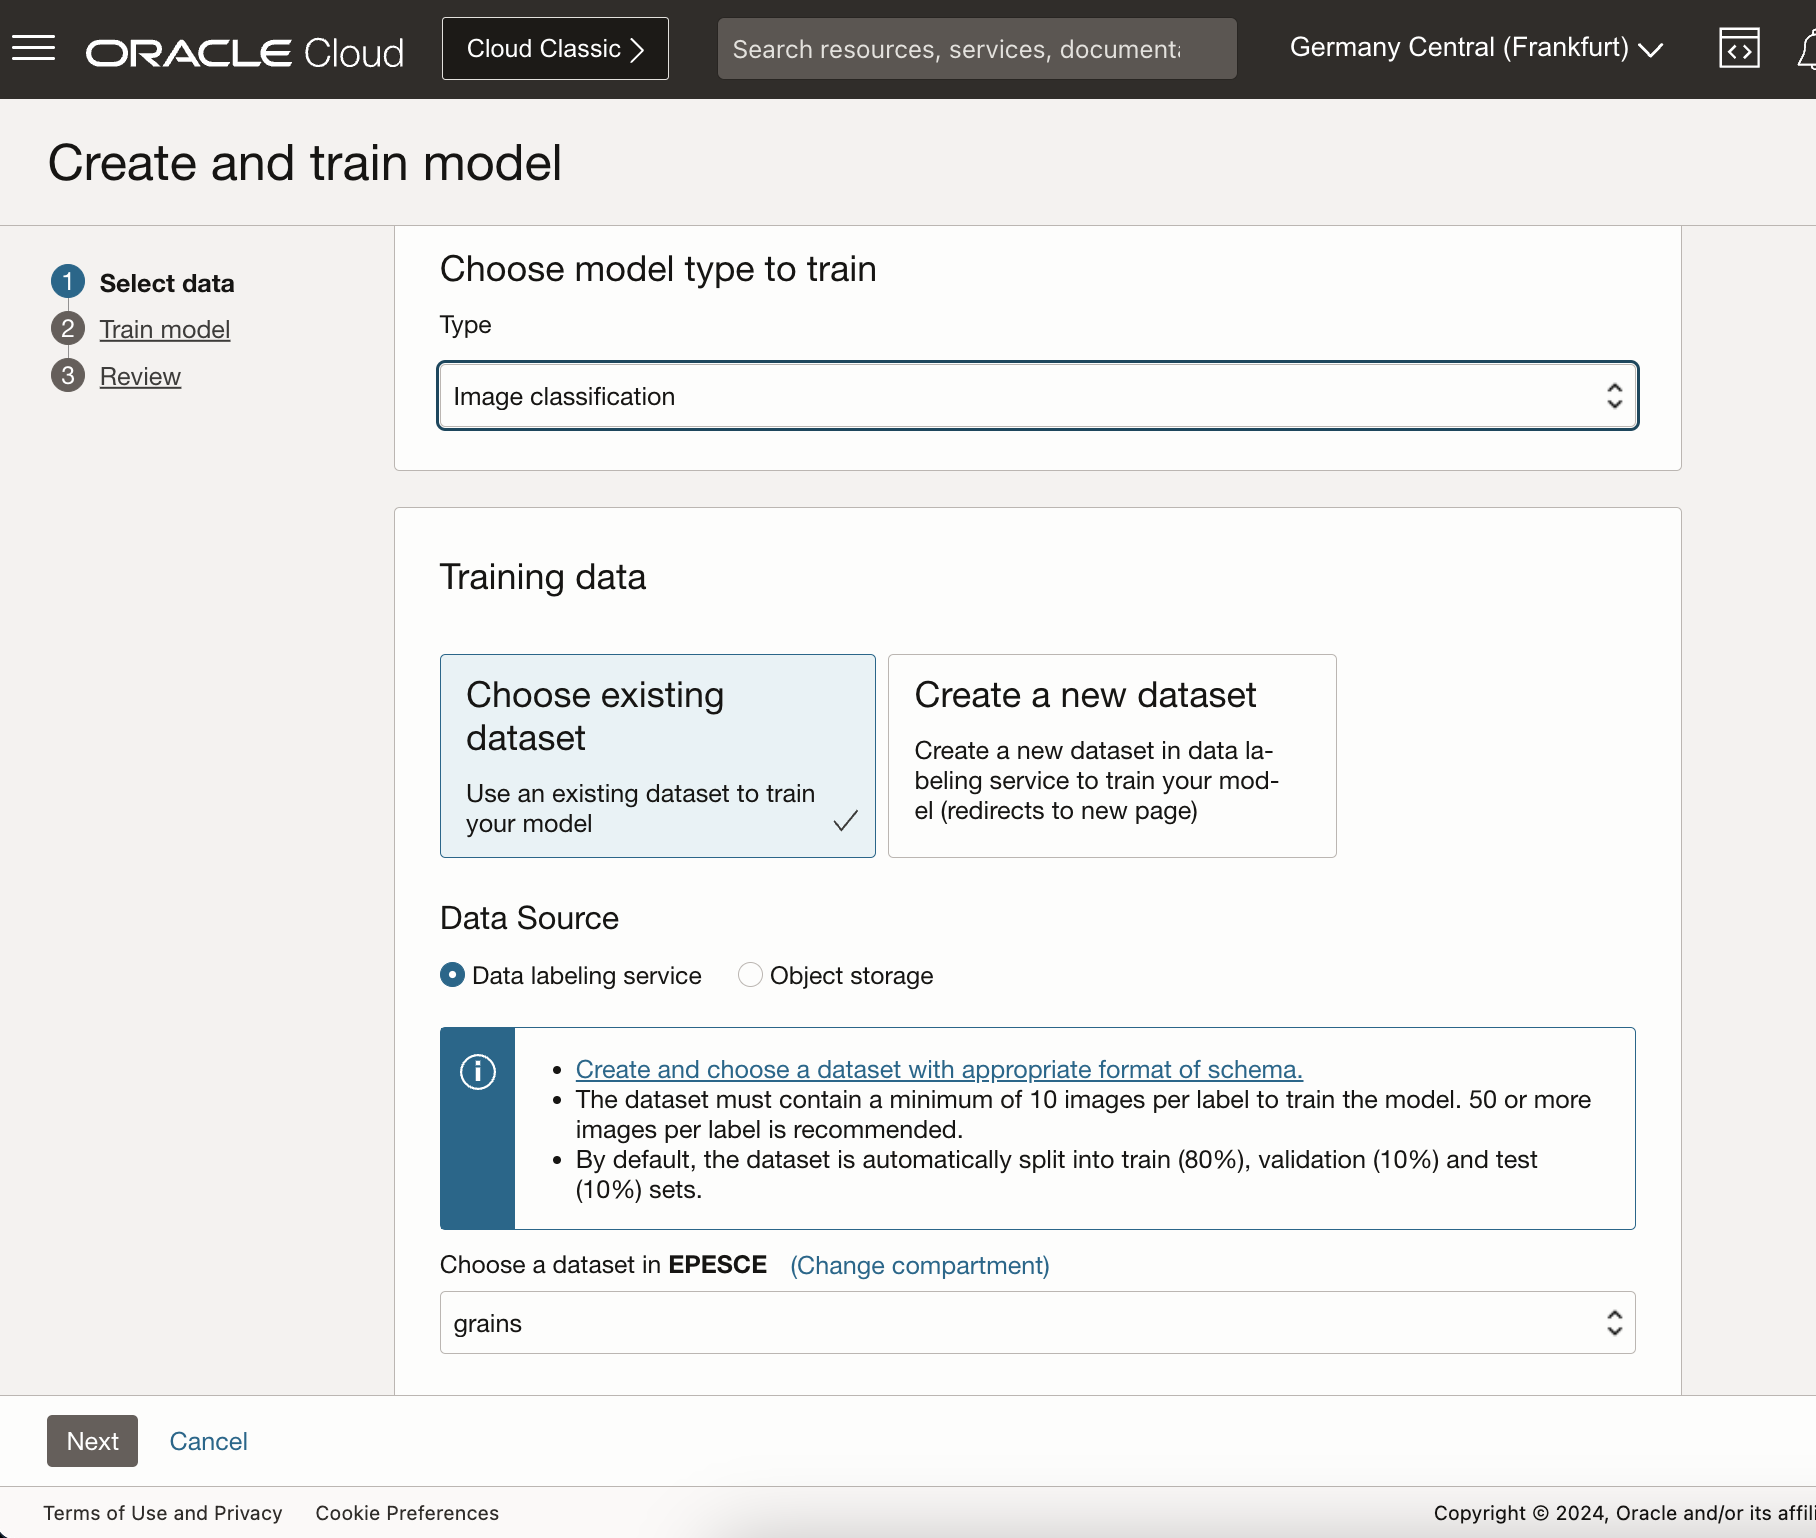 ORACLE Cloud
Cloud Classic
Search resources, services, document
Germany Central (Frankfurt)
Create and train model
1 Select data
2 Train model
3 Review
Choose model type to train
Type
Image classification
Training data
Choose existing
dataset
Use an existing dataset to train
your model
Create a new dataset
Create a new dataset in data la-
beling service to train your mod-
el (redirects to new page)
Data Source
Data labeling service
Object storage
• Create and choose a dataset with appropriate format of schema.
• The dataset must contain a minimum of 10 images per label to train the model. 50 or more
images per label is recommended.
• By default, the dataset is automatically split into train (80%), validation (10%) and test
(10%) sets.
Choose a dataset in EPESCE (Change compartment)
grains
Next
Cancel
Terms of Use and Privacy
Cookie Preferences
Copyright © 2024, Oracle and/or its affili